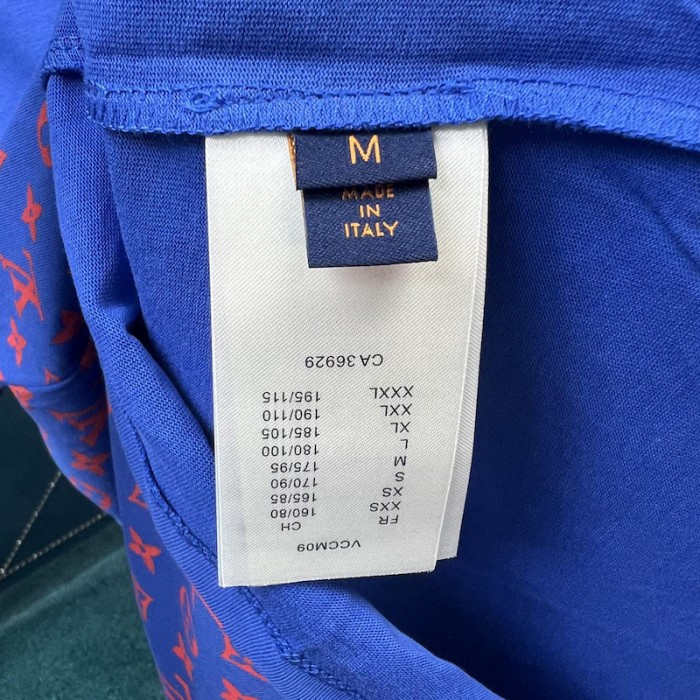 M
MADE
IN
ITALY
VCCM09
FR CH
XXS 160/80
XS 165/85
S 170/90
M 175/95
L 180/100
XL 185/105
XXL 190/110
XXXL 195/115
CA 36929